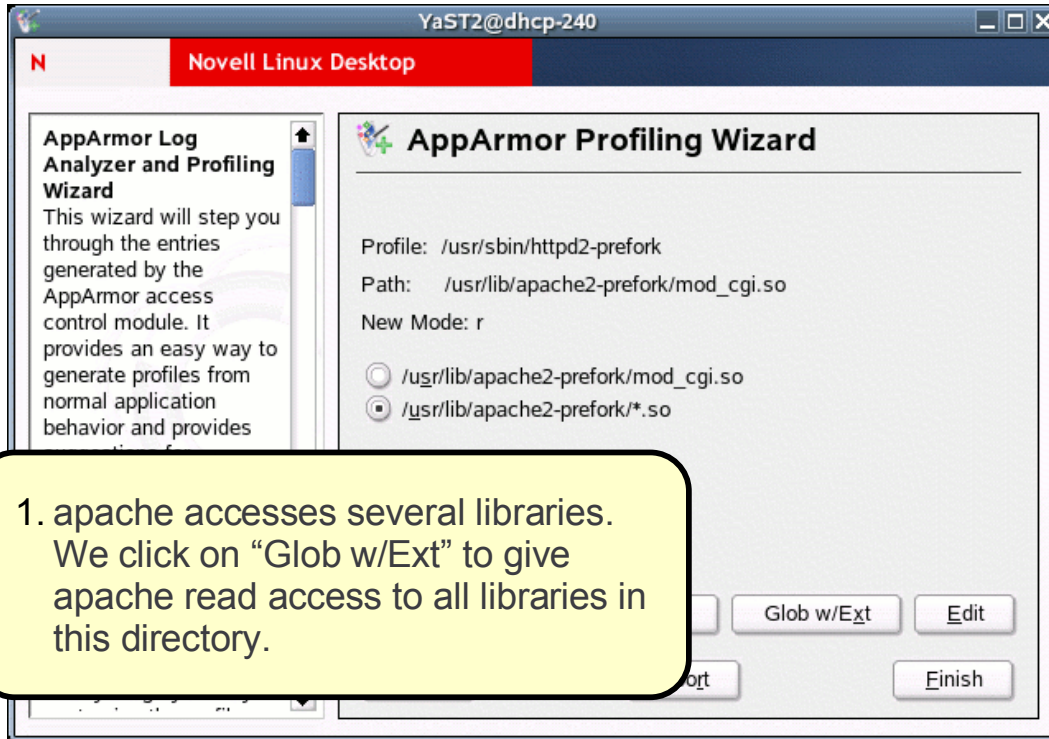 YaST2@dhcp-240
N
Novell Linux Desktop
AppArmor Log
Analyzer and Profiling
Wizard
This wizard will step you
through the entries
generated by the
AppArmor access
control module. It
provides an easy way to
generate profiles from
normal application
behavior and provides
AppArmor Profiling Wizard
Profile: /usr/sbin/httpd2-prefork
Path: /usr/lib/apache2-prefork/mod_cgi.so
New Mode: r
/usr/lib/apache2-prefork/mod_cgi.so
/usr/lib/apache2-prefork/*.so
1. apache accesses several libraries.
We click on “Glob w/Ext” to give
apache read access to all libraries in
this directory.
Glob w/Ext
Edit
Finish